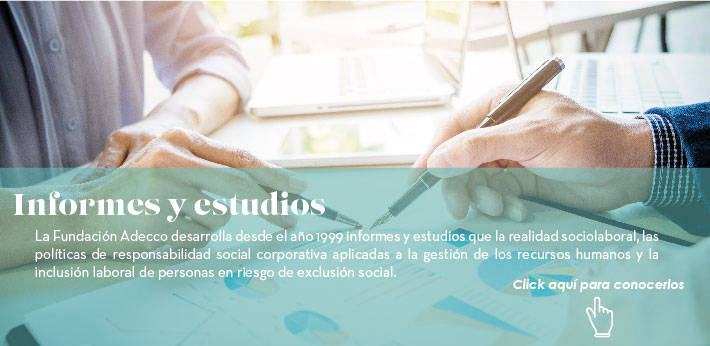 Informes y estudios
La Fundación Adecco desarrolla desde el año 1999 informes y estudios que la realidad sociolaboral, las
políticas de responsabilidad social corporativa aplicadas a la gestión de los recursos humanos y la
inclusión laboral de personas en riesgo de exclusión social.
Click aquí para conocerlos